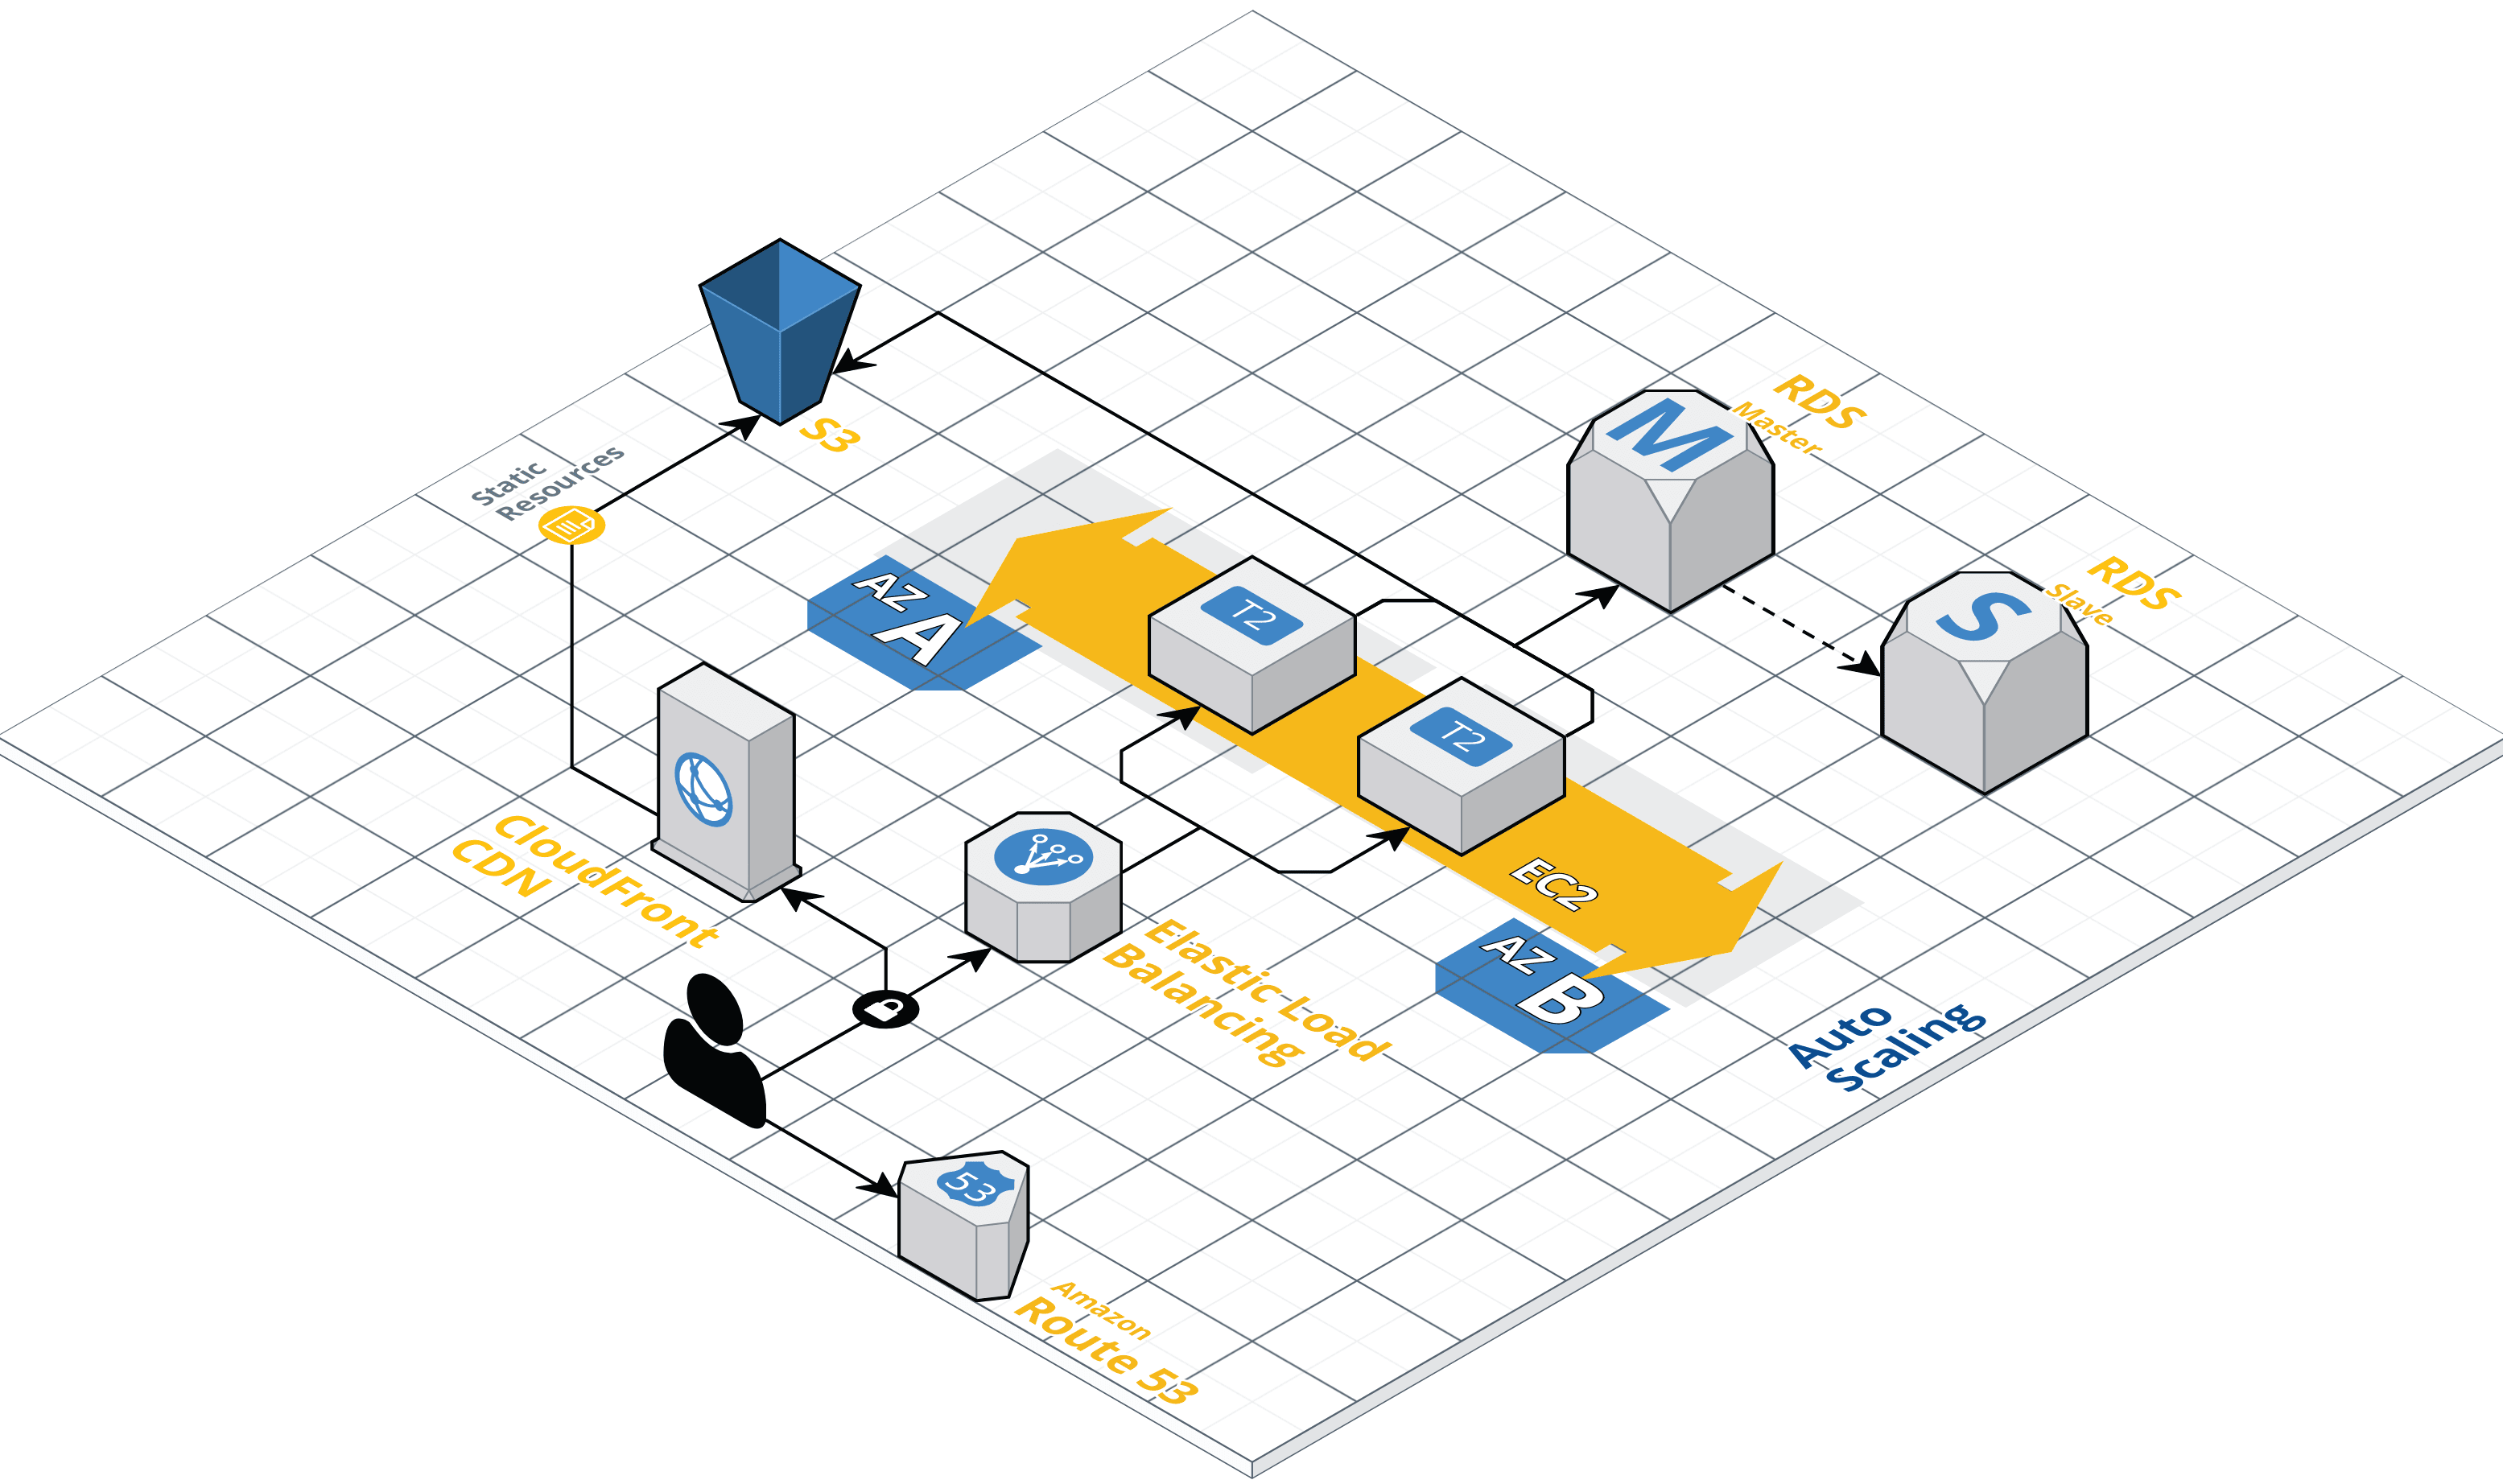 S3
Static
Resources
AZ
A
T2
T2
M
RDS
Master
S
RDS
Slave
CloudFront
CDN
EC2
AZ
B
Elastic Load
Balancing
Auto
scaling
53
Amazon
Route 53